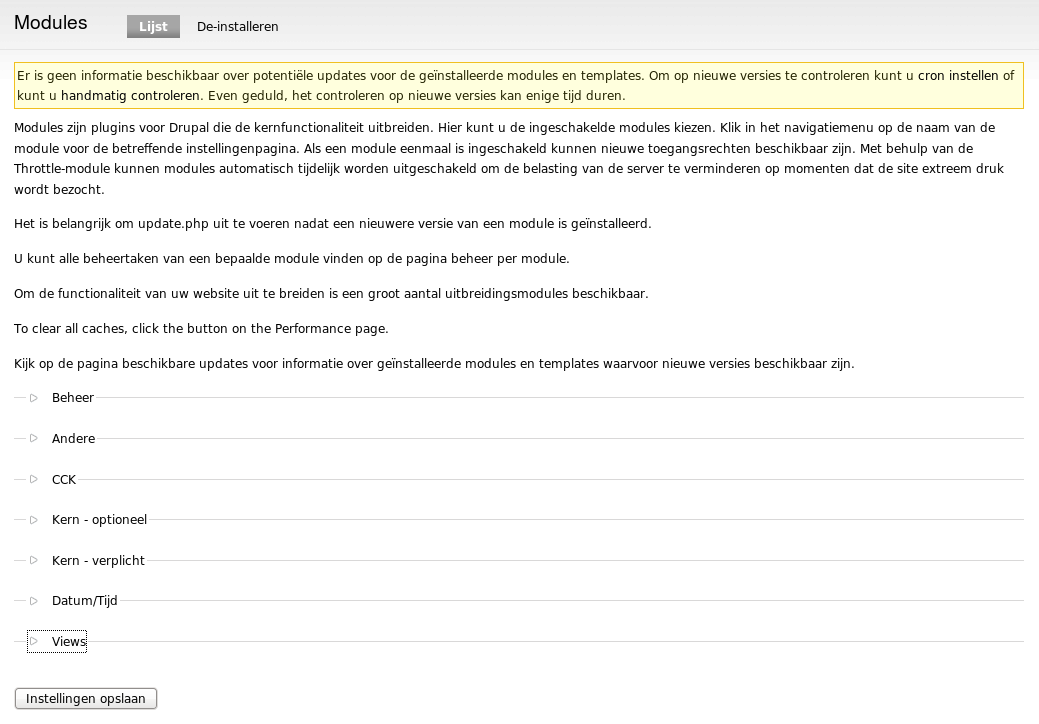 Modules Lijst De-installeren
Er is geen informatie beschikbaar over potentiële updates voor de geïnstalleerde modules en templates. Om op nieuwe versies te controleren kunt u cron instellen of
kunt u handmatig controleren. Even geduld, het controleren op nieuwe versies kan enige tijd duren.
Modules zijn plugins voor Drupal die de kernfunctionaliteit uitbreiden. Hier kunt u de ingeschakelde modules kiezen. Klik in het navigatiemenu op de naam van de
module voor de betreffende instellingenpagina. Als een module eenmaal is ingeschakeld kunnen nieuwe toegangsrechten beschikbaar zijn. Met behulp van de
Throttle-module kunnen modules automatisch tijdelijk worden uitgeschakeld om de belasting van de server te verminderen op momenten dat de site extreem druk
wordt bezocht.
Het is belangrijk om update.php uit te voeren nadat een nieuwere versie van een module is geïnstalleerd.
U kunt alle beheertaken van een bepaalde module vinden op de pagina beheer per module.
Om de functionaliteit van uw website uit te breiden is een groot aantal uitbreidingsmodules beschikbaar.
To clear all caches, click the button on the Performance page.
Kijk op de pagina beschikbare updates voor informatie over geïnstalleerde modules en templates waarvoor nieuwe versies beschikbaar zijn.
Beheer
Andere
CCK
Kern - optioneel
Kern - verplicht
Datum/Tijd
Views
Instellingen opslaan